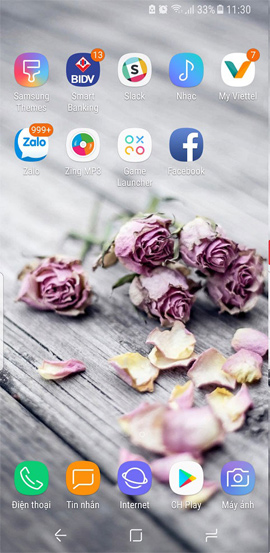 33% 11:30
13
7
Samsung Themes
BIDV
Smart Banking
Slack
Nhạc
My Viettel
999+
Zalo
Zalo
Zing MP3
Game Launcher
Facebook
Điện thoại
Tin nhắn
Internet
CH Play
Máy ảnh